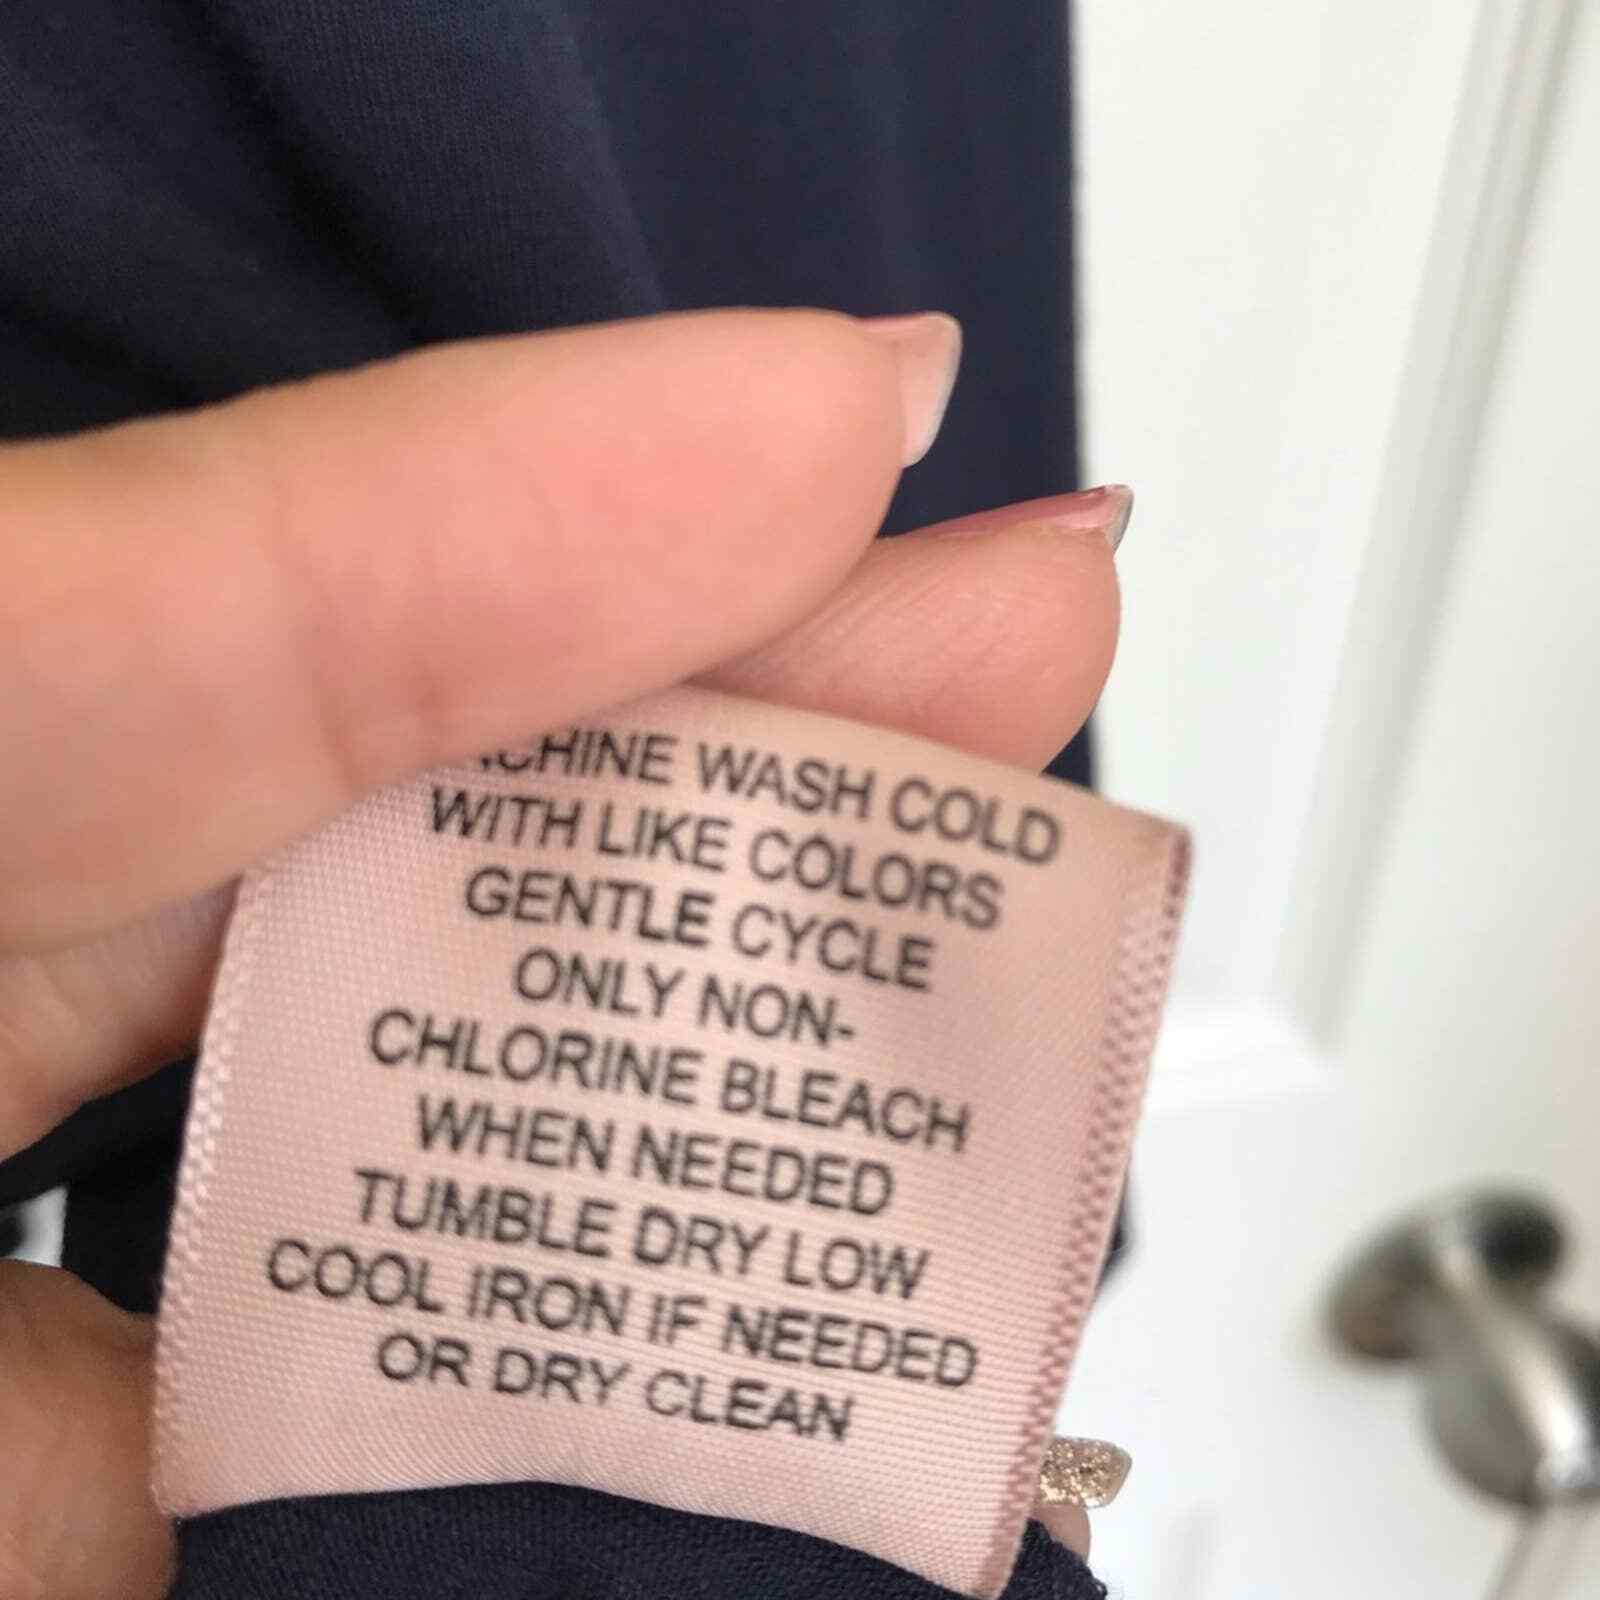 WASH COLD
WITH LIKE COLORS
GENTLE CYCLE
ONLY NON-
CHLORINE BLEACH
WHEN NEEDED
TUMBLE DRY LOW
COOL IRON IF NEEDED
OR DRY CLEAN